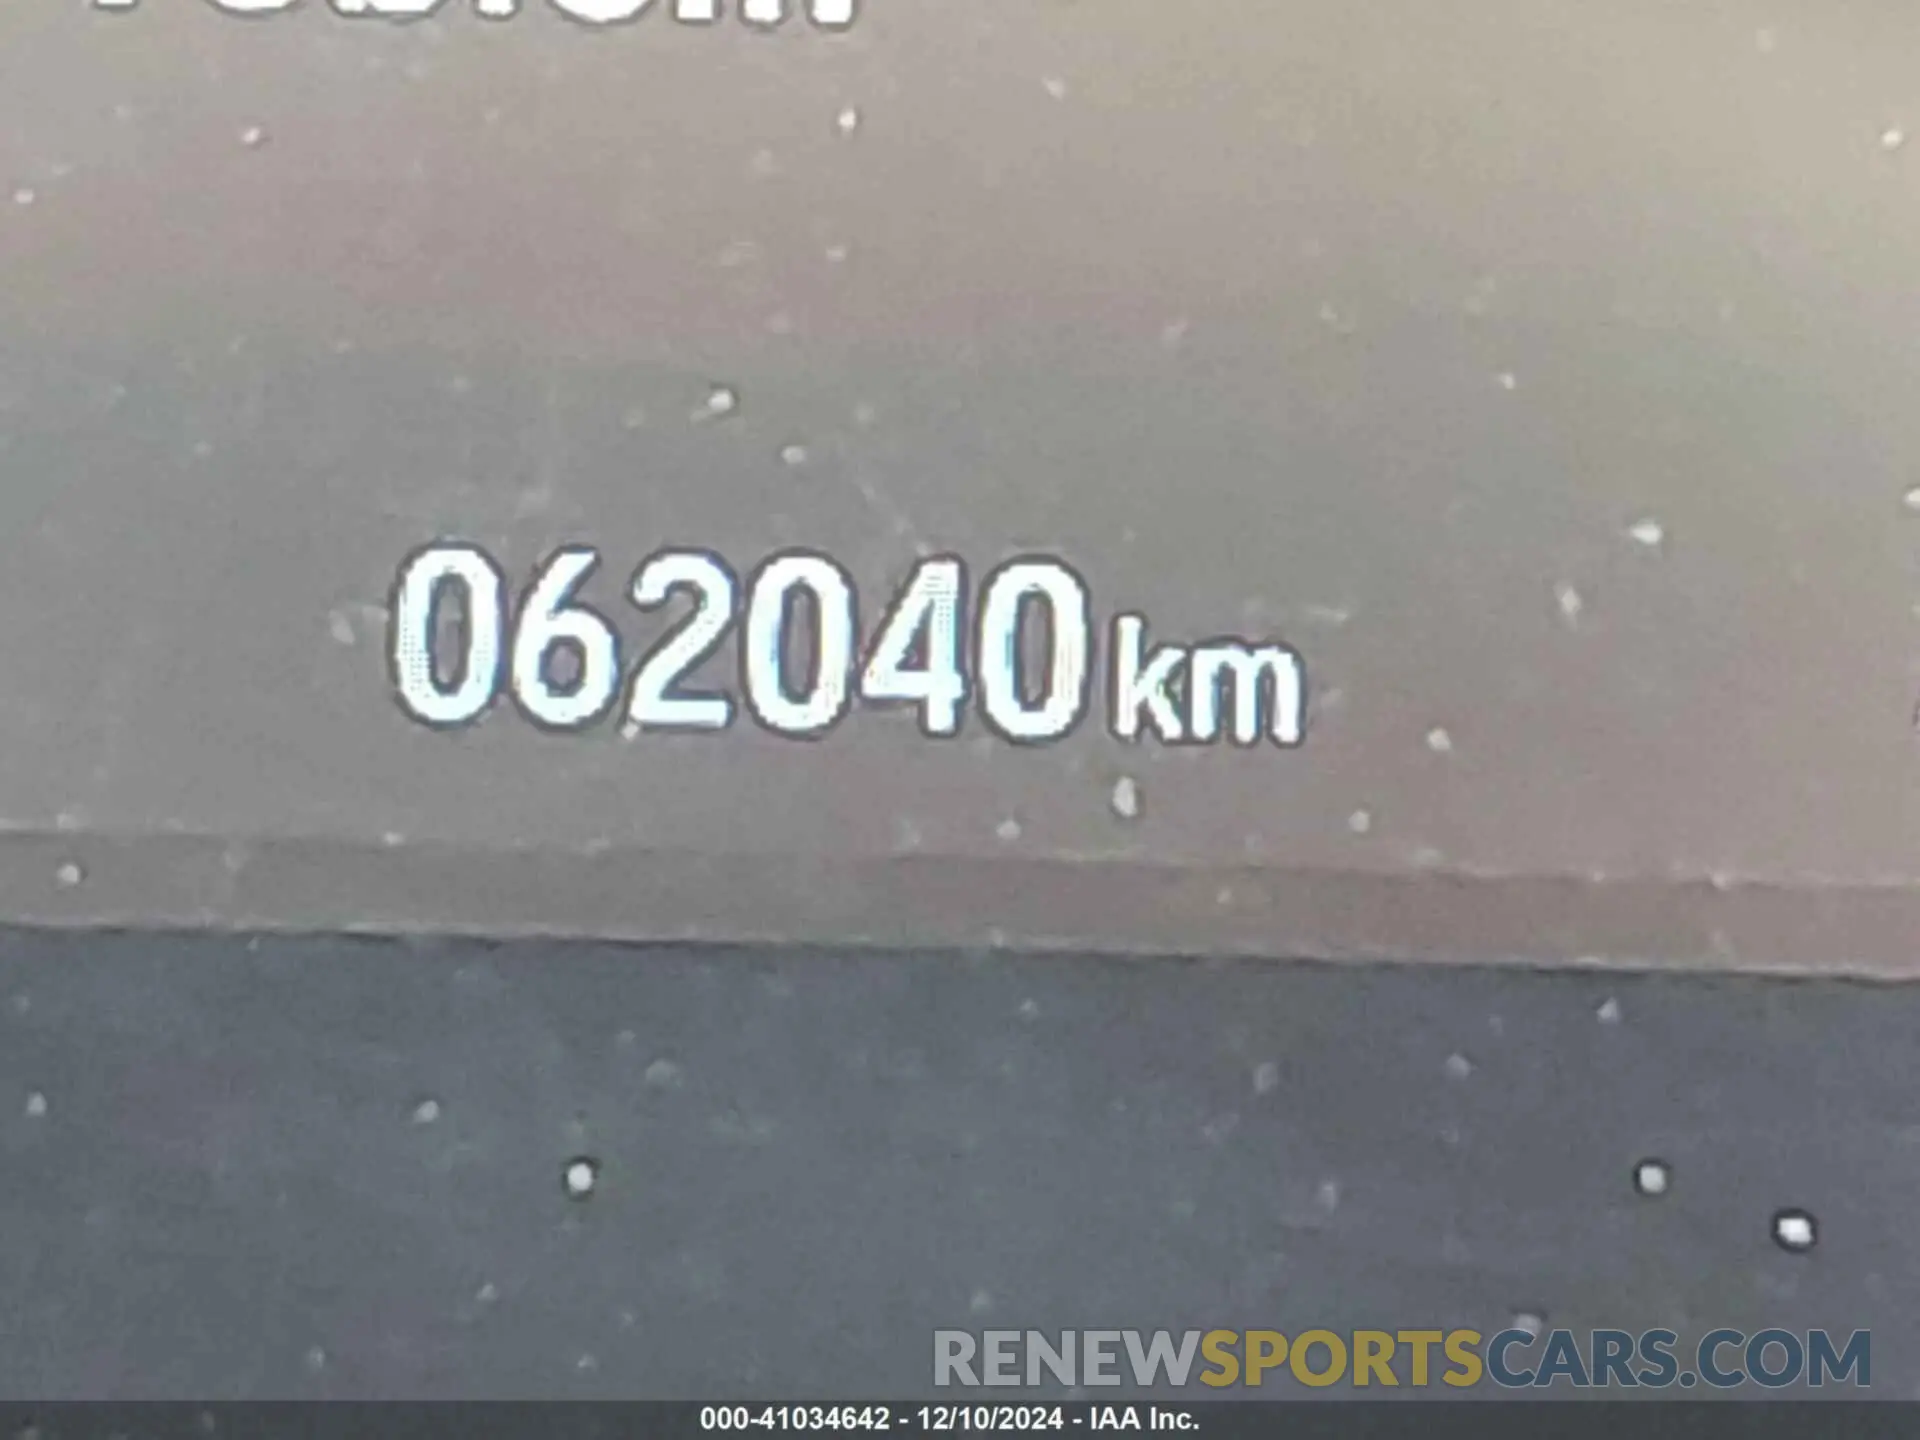 062040km
RENEWSPORTSCARS.COM
000-41034642 - 12/10/2024 - IAA Inc.